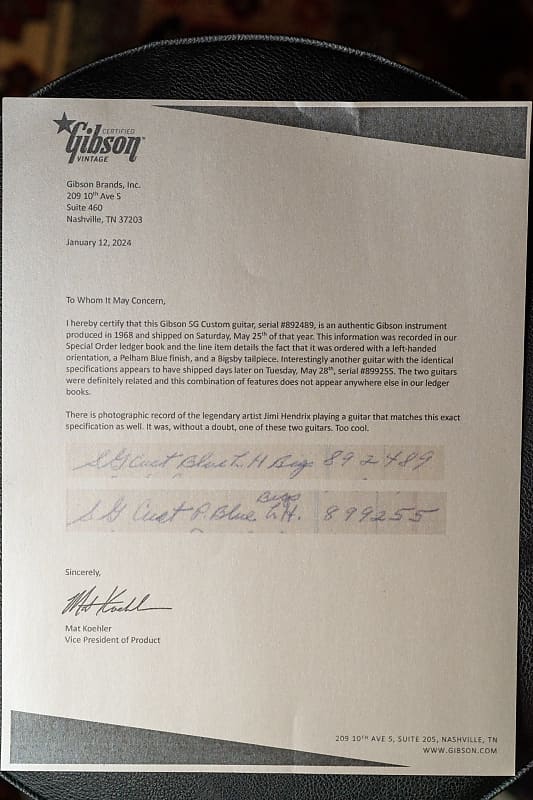 CERTIFIED
Gibson
VINTAGE
Gibson Brands, Inc.
209 10th Ave S
Suite 460
Nashville, TN 37203
January 12, 2024
To Whom It May Concern,
I hereby certify that this Gibson SG Custom guitar, serial #892489, is an authentic Gibson instrument
produced in 1968 and shipped on Saturday, May 25th of that year. This information was recorded in our
Special Order ledger book and the line item details the fact that it was ordered with a left-handed
orientation, a Pelham Blue finish, and a Bigsby tailpiece. Interestingly another guitar with the identical
specifications appears to have shipped days later on Tuesday, May 28th, serial #899255. The two guitars
were definitely related and this combination of features does not appear anywhere else in our ledger
books.
There is photographic record of the legendary artist Jimi Hendrix playing a guitar that matches this exact
specification as well. It was, without a doubt, one of these two guitars. Too cool.
SG Cust Blue L. H Bigs 892489
Bigs
SG Cust P. Blue L.H. 899255
Sincerely,
Mat Koehler
Mat Koehler
Vice President of Product
209 10TH AVE S, SUITE 205, NASHVILLE, TN
WWW.GIBSON.COM